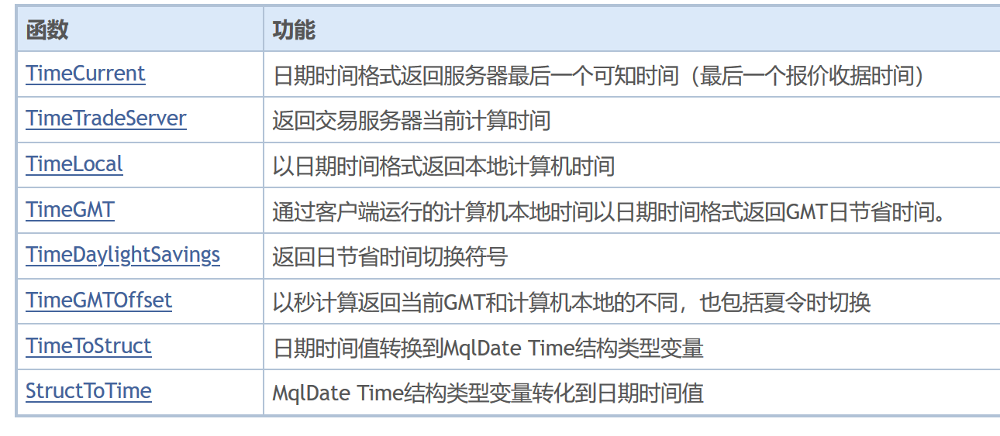 函数 功能
TimeCurrent 日期时间格式返回服务器最后一个可知时间（最后一个报价收据时间）
TimeTradeServer 返回交易服务器当前计算时间
TimeLocal 以日期时间格式返回本地计算机时间
TimeGMT 通过客户端运行的计算机本地时间以日期时间格式返回GMT日节省时间。
TimeDaylightSavings 返回日节省时间切换符号
TimeGMTOffset 以秒计算返回当前GMT和计算机本地的不同，也包括夏令时切换
TimeToStruct 日期时间值转换到MqlDate Time结构类型变量
StructToTime MqlDate Time结构类型变量转化到日期时间值